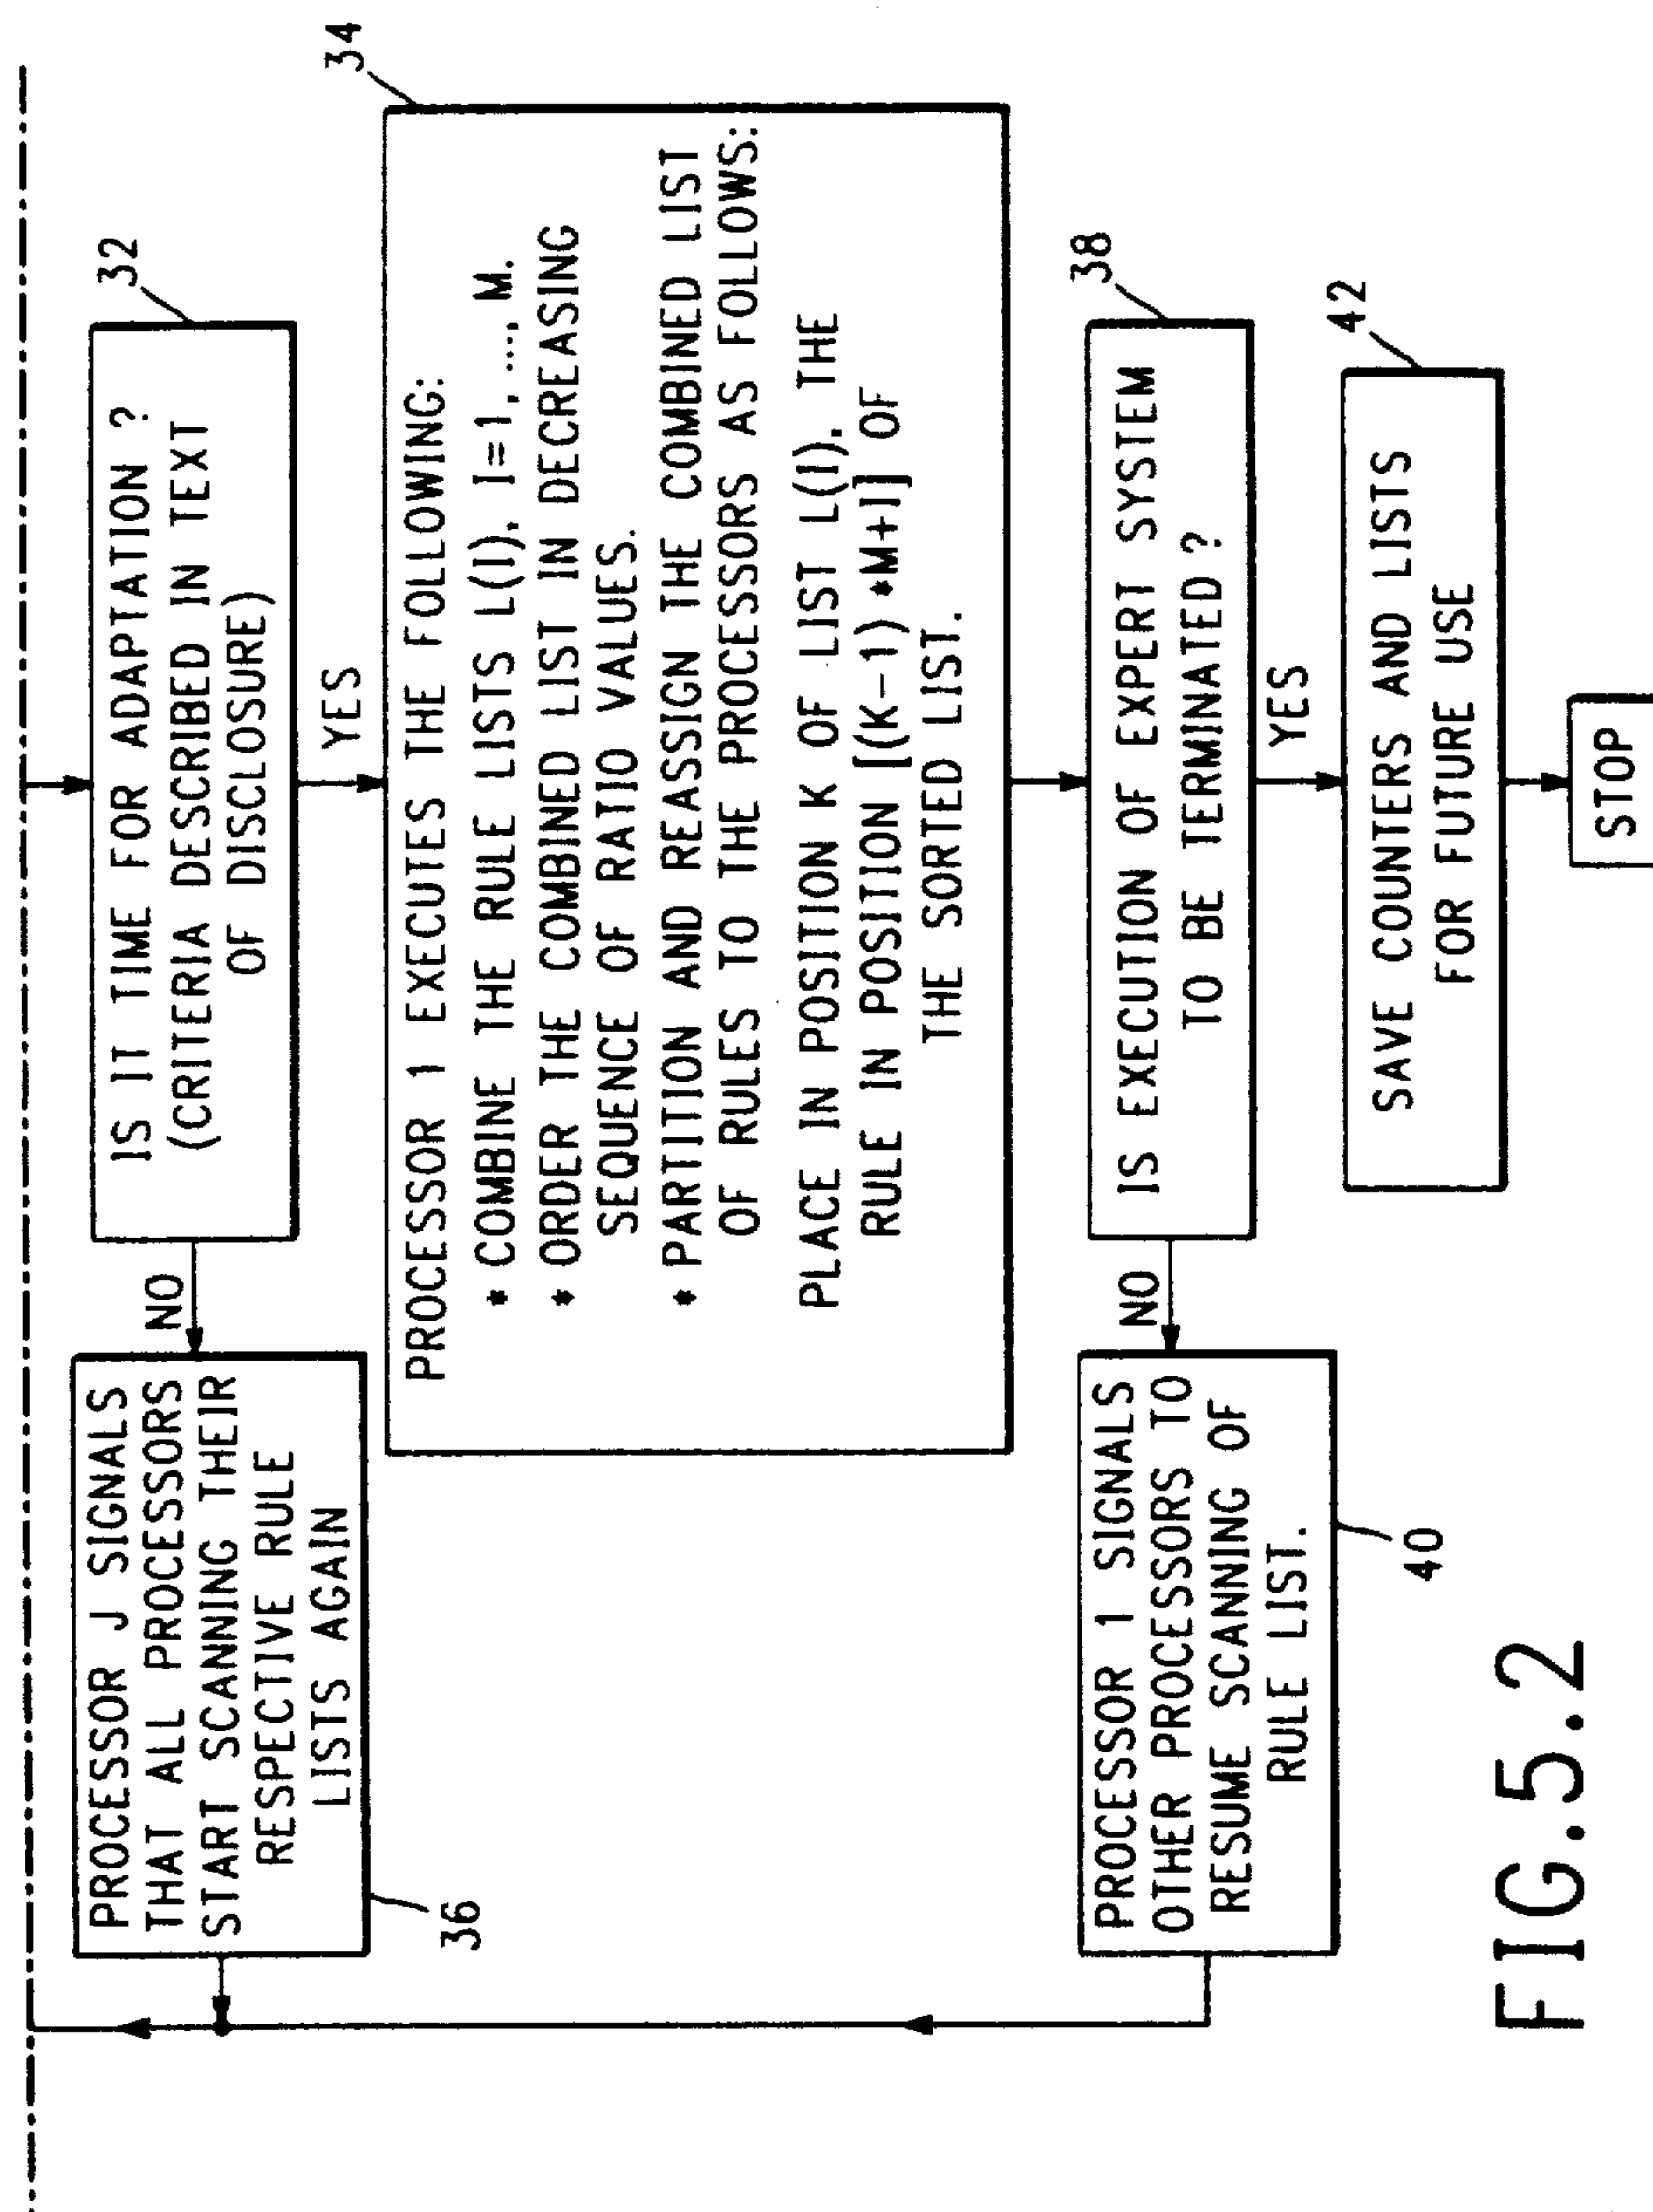 IS IT TIME FOR ADAPTATION ?
(CRITERIA DESCRIBED IN TEXT
OF DISCLOSURE)
32
NO
YES
PROCESSOR J SIGNALS
THAT ALL PROCESSORS
START SCANNING THEIR
RESPECTIVE RULE
LISTS AGAIN
36
34
PROCESSOR 1 EXECUTES THE FOLLOWING:
* COMBINE THE RULE LISTS L(I), I=1, ..., M.
* ORDER THE COMBINED LIST IN DECREASING
SEQUENCE OF RATIO VALUES.
* PARTITION AND REASSIGN THE COMBINED LIST
OF RULES TO THE PROCESSORS AS FOLLOWS:
PLACE IN POSITION K OF LIST L(I), THE
RULE IN POSITION [(K-1) *M+I] OF
THE SORTED LIST.
38
IS EXECUTION OF EXPERT SYSTEM
TO BE TERMINATED ?
NO
YES
PROCESSOR 1 SIGNALS
OTHER PROCESSORS TO
RESUME SCANNING OF
RULE LIST.
40
42
SAVE COUNTERS AND LISTS
FOR FUTURE USE
STOP
FIG.5.2